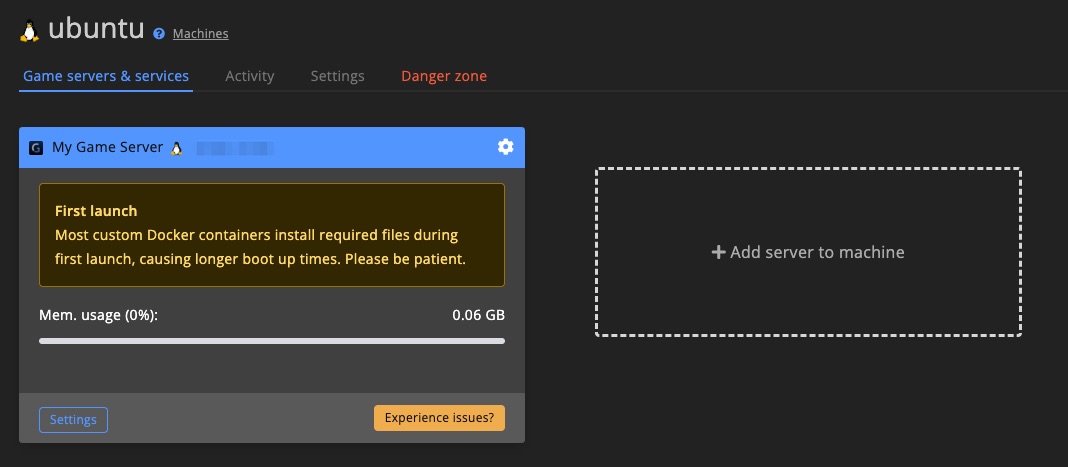 ubuntu ? Machines
Game servers & services Activity Settings Danger zone
G My Game Server
First launch
Most custom Docker containers install required files during
first launch, causing longer boot up times. Please be patient.
Mem. usage (0%): 0.06 GB
Settings Experience issues?
+ Add server to machine